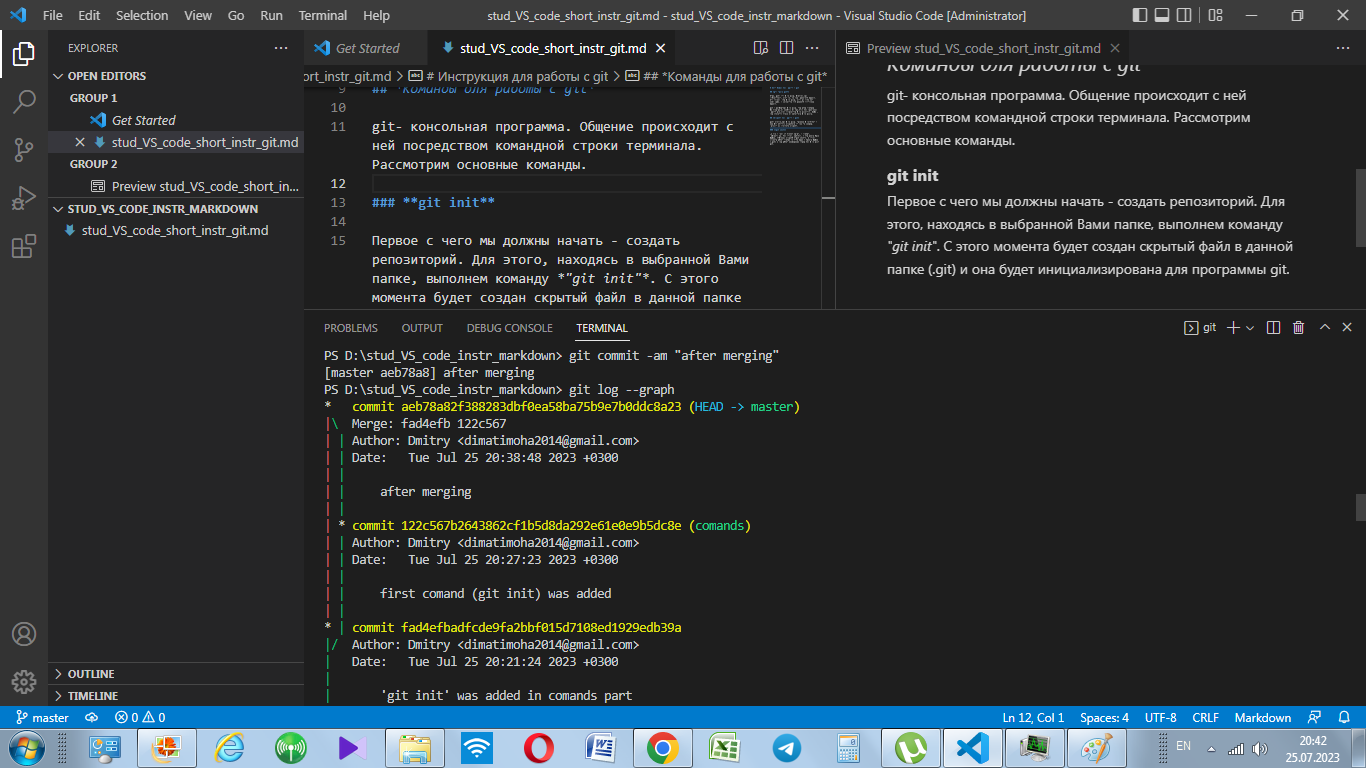 File Edit Selection View Go Run Terminal Help
stud_VS_code_short_instr_git.md - stud_VS_code_instr_markdown - Visual Studio Code [Administrator]
EXPLORER
OPEN EDITORS
GROUP 1
Get Started
stud_VS_code_short_instr_git.md
GROUP 2
Preview stud_VS_code_short_in...
STUD_VS_CODE_INSTR_MARKDOWN
stud_VS_code_short_instr_git.md
OUTLINE
TIMELINE
Get Started
stud_VS_code_short_instr_git.md
ort_instr_git.md > # Инструкция для работы с git > ## *Команды для работы с git*
9 ## *Команды для работы с git*
10
11 git- консольная программа. Общение происходит с
ней посредством командной строки терминала.
Рассмотрим основные команды.
12
13 ### **git init**
14
15 Первое с чего мы должны начать - создать
репозиторий. Для этого, находясь в выбранной Вами
папке, выполнем команду *"git init"*. С этого
момента будет создан скрытый файл в данной папке
Preview stud_VS_code_short_instr_git.md
Команды для работы с git
git- консольная программа. Общение происходит с ней
посредством командной строки терминала. Рассмотрим
основные команды.
git init
Первое с чего мы должны начать - создать репозиторий. Для
этого, находясь в выбранной Вами папке, выполнем команду
"git init". С этого момента будет создан скрытый файл в данной
папке (.git) и она будет инициализирована для программы git.
PROBLEMS OUTPUT DEBUG CONSOLE TERMINAL
git
PS D:\stud_VS_code_instr_markdown> git commit -am "after merging"
[master aeb78a8] after merging
PS D:\stud_VS_code_instr_markdown> git log --graph
*   commit aeb78a82f388283dbf0ea58ba75b9e7b0ddc8a23 (HEAD -> master)
|\  Merge: fad4efb 122c567
| | Author: Dmitry <dimatimoha2014@gmail.com>
| | Date:   Tue Jul 25 20:38:48 2023 +0300
| |
| |     after merging
| |
| * commit 122c567b2643862cf1b5d8da292e61e0e9b5dc8e (comands)
| | Author: Dmitry <dimatimoha2014@gmail.com>
| | Date:   Tue Jul 25 20:27:23 2023 +0300
| |
| |     first comand (git init) was added
| |
* | commit fad4efbadfcde9fa2bbf015d7108ed1929edb39a
|/  Author: Dmitry <dimatimoha2014@gmail.com>
|   Date:   Tue Jul 25 20:21:24 2023 +0300
|
|       'git init' was added in comands part
master 0 0
Ln 12, Col 1 Spaces: 4 UTF-8 CRLF Markdown
EN
20:42
25.07.2023